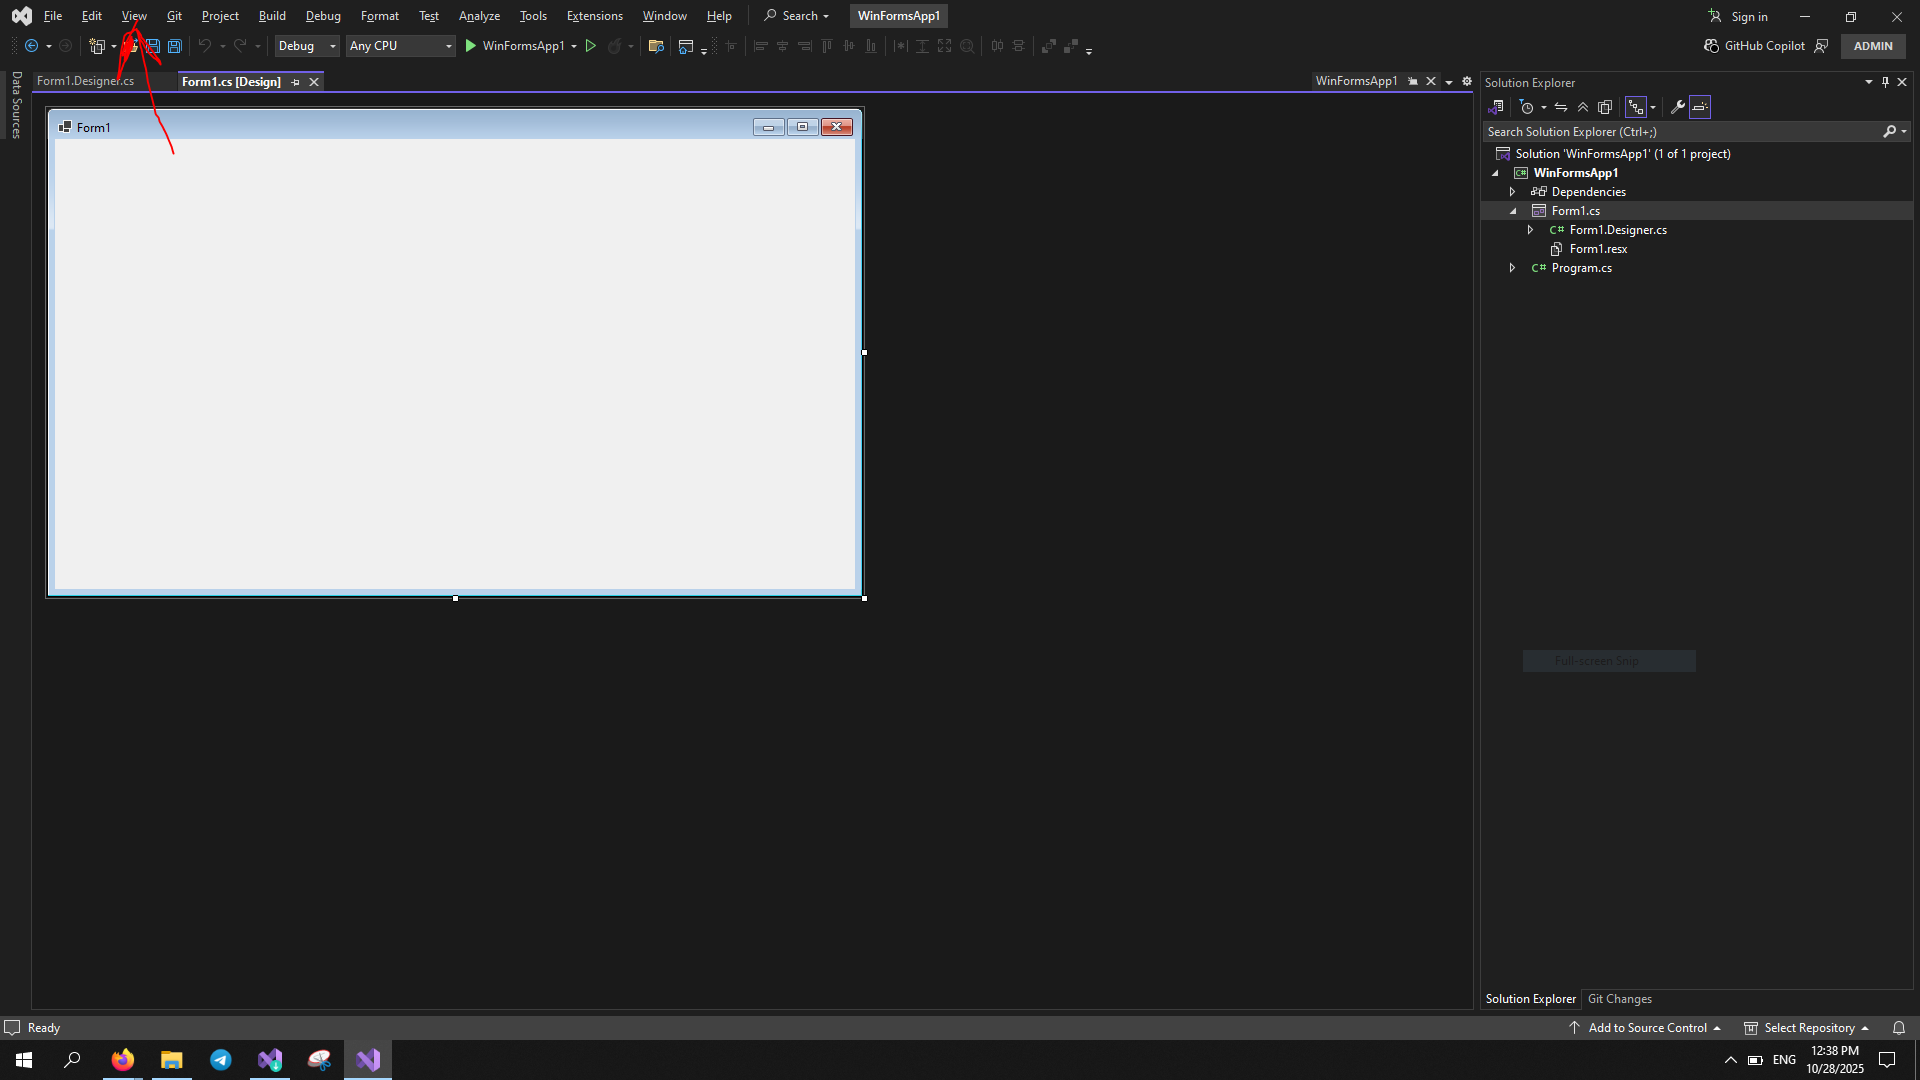 File Edit View Git Project Build Debug Format Test Analyze Tools Extensions Window Help Search WinFormsApp1 Sign in
Debug Any CPU WinFormsApp1 GitHub Copilot ADMIN
Data Sources
Form1.Designer.cs Form1.cs [Design] WinFormsApp1
Form1
Solution Explorer
Search Solution Explorer (Ctrl+;)
Solution 'WinFormsApp1' (1 of 1 project)
WinFormsApp1
Dependencies
Form1.cs
Form1.Designer.cs
Form1.resx
Program.cs
Full-screen Snip
Solution Explorer Git Changes
Ready Add to Source Control Select Repository
ENG 12:38 PM
10/28/2025